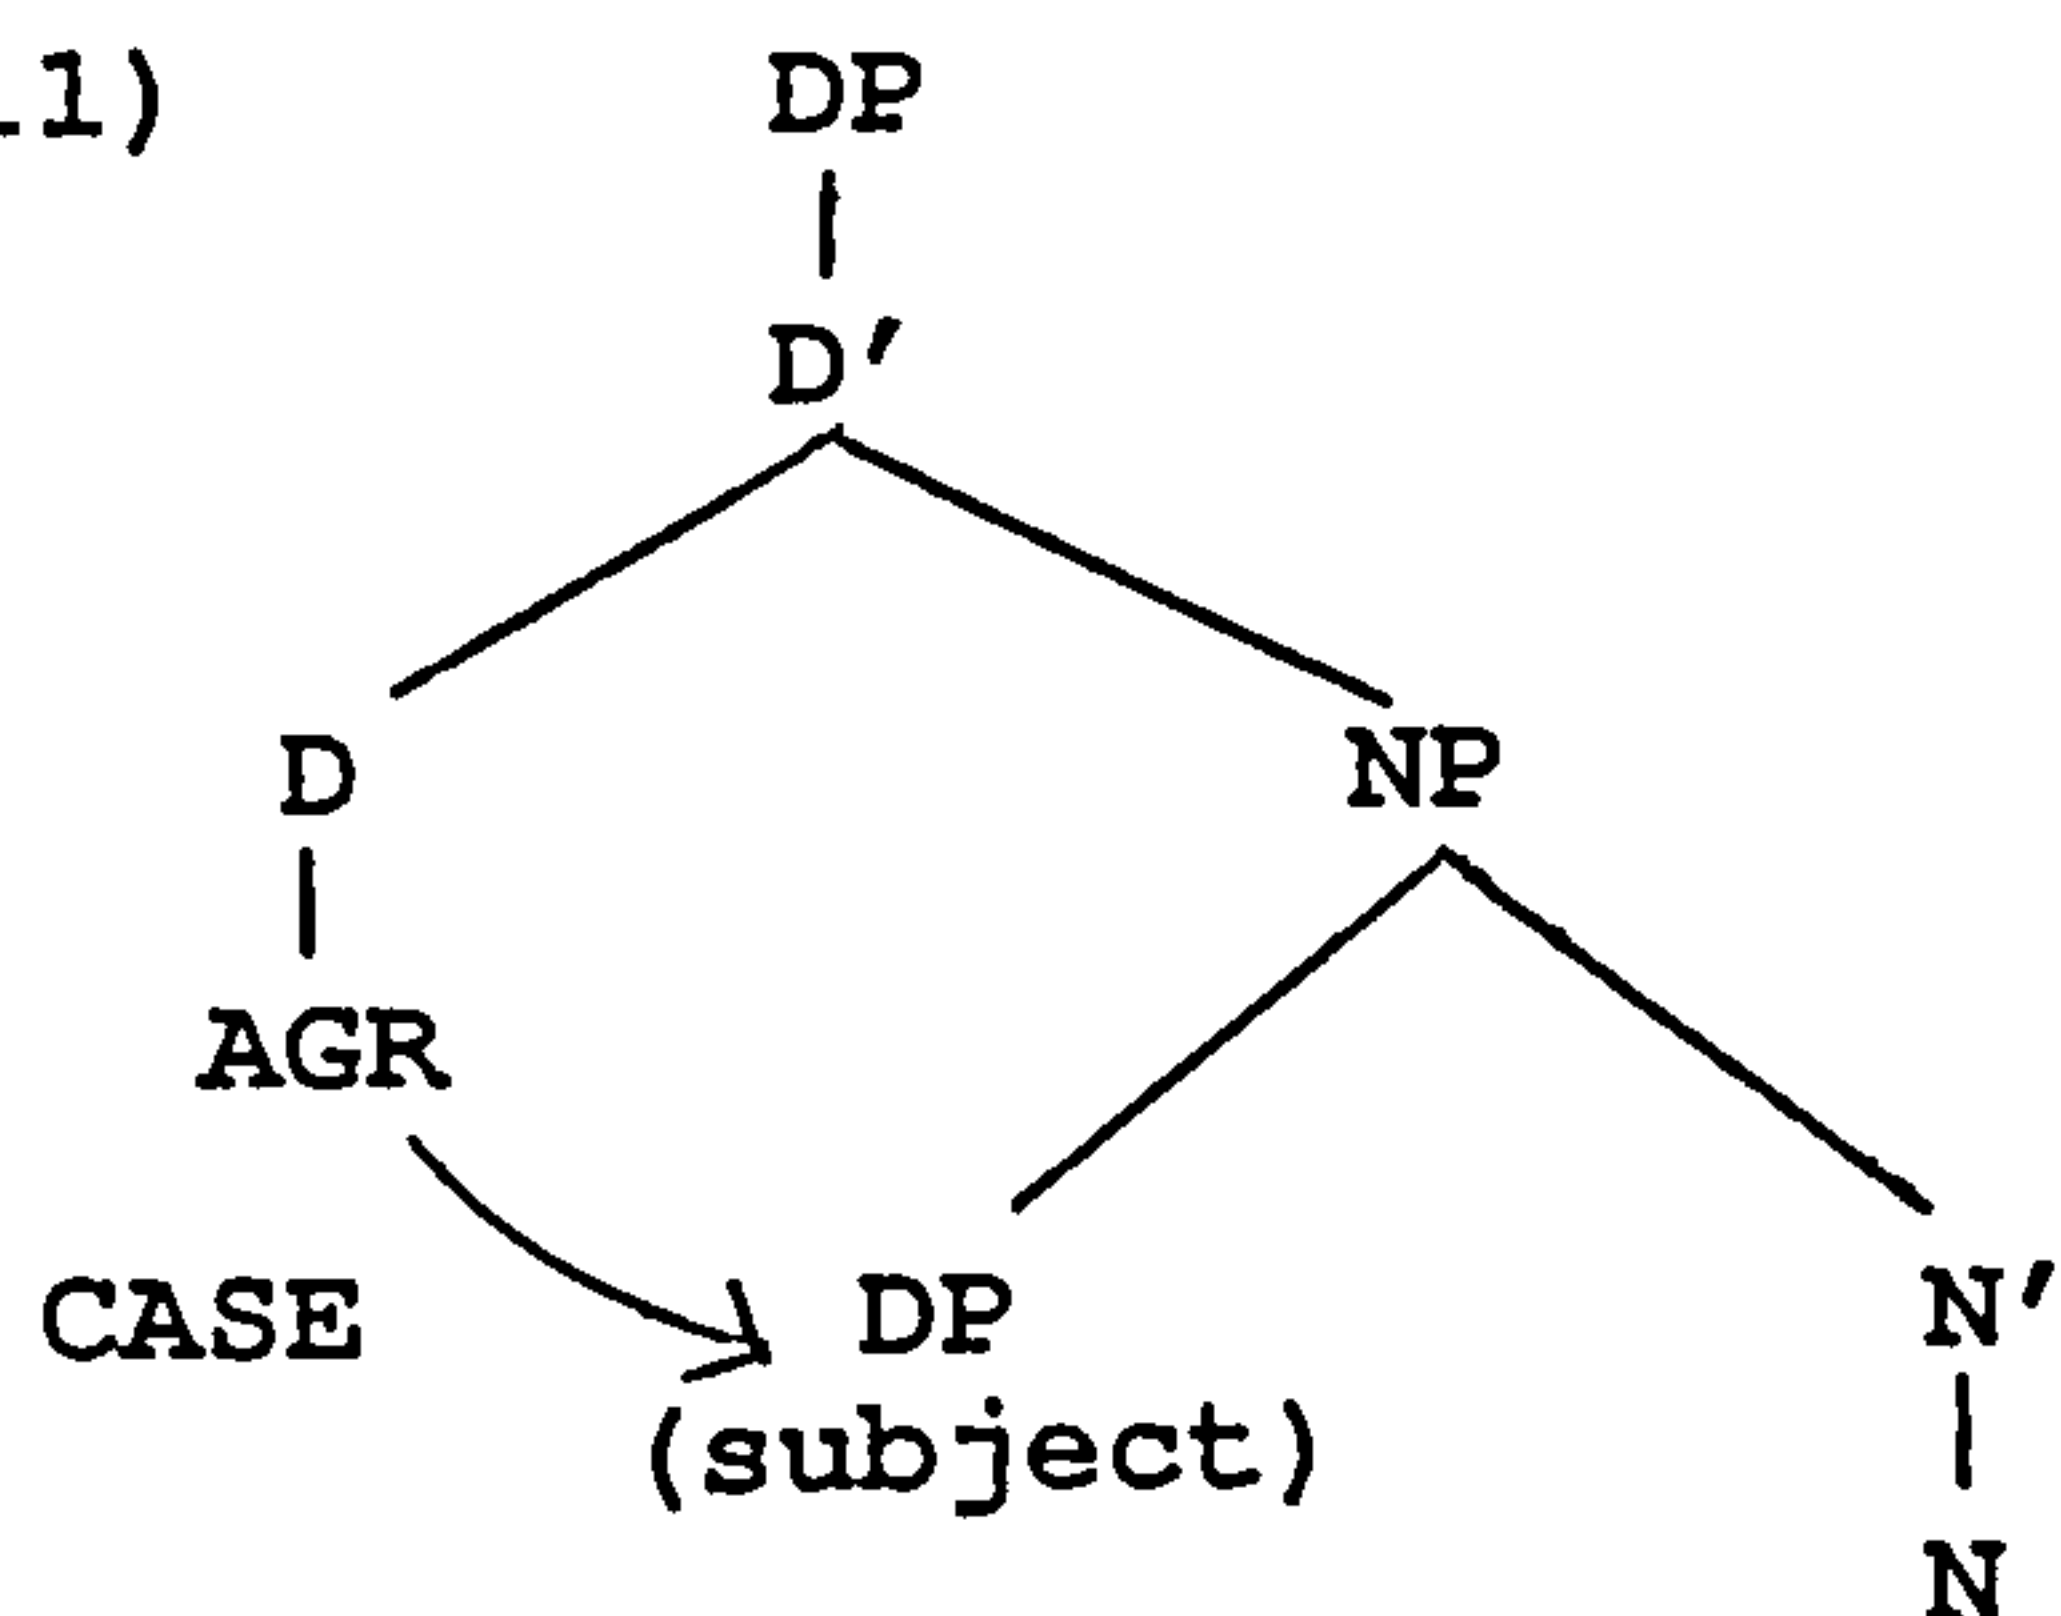 1)
DP
D'
D NP
AGR
CASE DP N'
(subject)
N